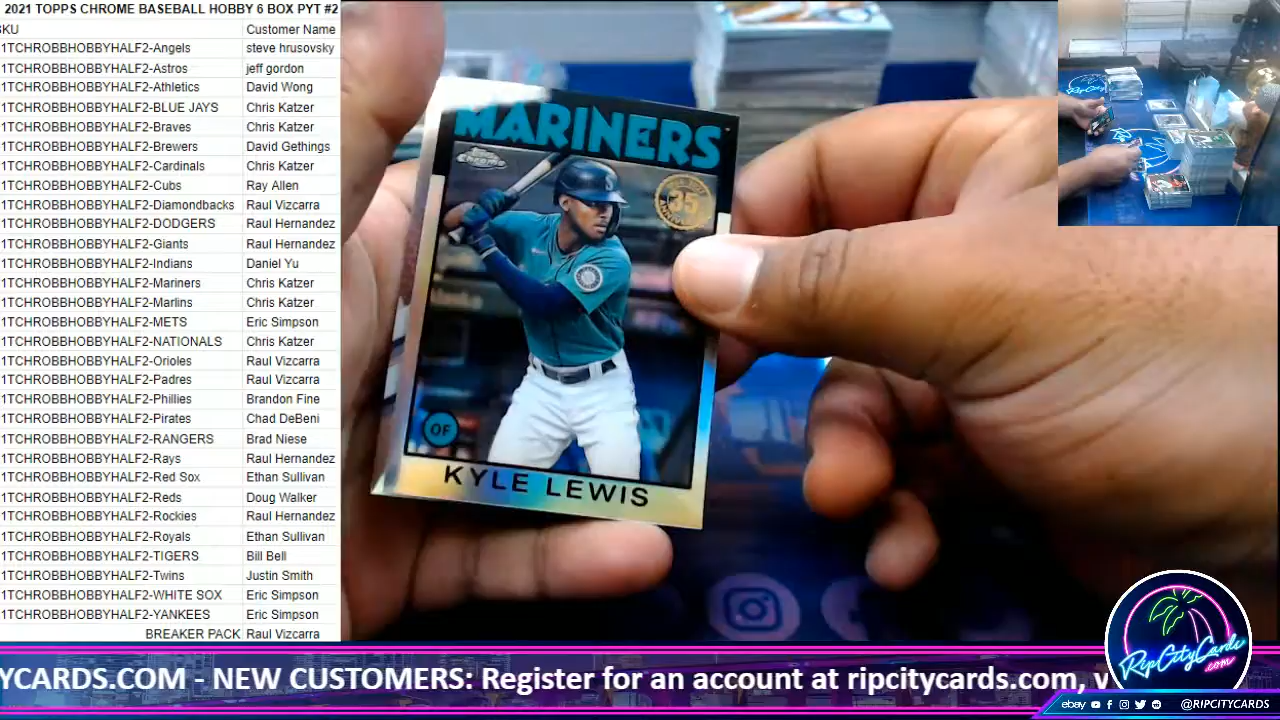 2021 TOPPS CHROME BASEBALL HOBBY 6 BOX PYT #2
SKU Customer Name
1TCHROBBHOBBYHALF2-Angels steve hrusovsky
1TCHROBBHOBBYHALF2-Astros jeff gordon
1TCHROBBHOBBYHALF2-Athletics David Wong
1TCHROBBHOBBYHALF2-BLUE JAYS Chris Katzer
1TCHROBBHOBBYHALF2-Braves Chris Katzer
1TCHROBBHOBBYHALF2-Brewers David Gethings
1TCHROBBHOBBYHALF2-Cardinals Chris Katzer
1TCHROBBHOBBYHALF2-Cubs Ray Allen
1TCHROBBHOBBYHALF2-Diamondbacks Raul Vizcarra
1TCHROBBHOBBYHALF2-DODGERS Raul Hernandez
1TCHROBBHOBBYHALF2-Giants Raul Hernandez
1TCHROBBHOBBYHALF2-Indians Daniel Yu
1TCHROBBHOBBYHALF2-Mariners Chris Katzer
1TCHROBBHOBBYHALF2-Marlins Chris Katzer
1TCHROBBHOBBYHALF2-METS Eric Simpson
1TCHROBBHOBBYHALF2-NATIONALS Chris Katzer
1TCHROBBHOBBYHALF2-Orioles Raul Vizcarra
1TCHROBBHOBBYHALF2-Padres Raul Vizcarra
1TCHROBBHOBBYHALF2-Phillies Brandon Fine
1TCHROBBHOBBYHALF2-Pirates Chad DeBeni
1TCHROBBHOBBYHALF2-RANGERS Brad Niese
1TCHROBBHOBBYHALF2-Rays Raul Hernandez
1TCHROBBHOBBYHALF2-Red Sox Ethan Sullivan
1TCHROBBHOBBYHALF2-Reds Doug Walker
1TCHROBBHOBBYHALF2-Rockies Raul Hernandez
1TCHROBBHOBBYHALF2-Royals Ethan Sullivan
1TCHROBBHOBBYHALF2-TIGERS Bill Bell
1TCHROBBHOBBYHALF2-Twins Justin Smith
1TCHROBBHOBBYHALF2-WHITE SOX Eric Simpson
1TCHROBBHOBBYHALF2-YANKEES Eric Simpson
BREAKER PACK Raul Vizcarra
MARINERS
Chrome
35
S
OF
KYLE LEWIS
YCARDS.COM - NEW CUSTOMERS: Register for an account at ripcitycards.com, v
RipCityCards
.com
ebay @RIPCITYCARDS